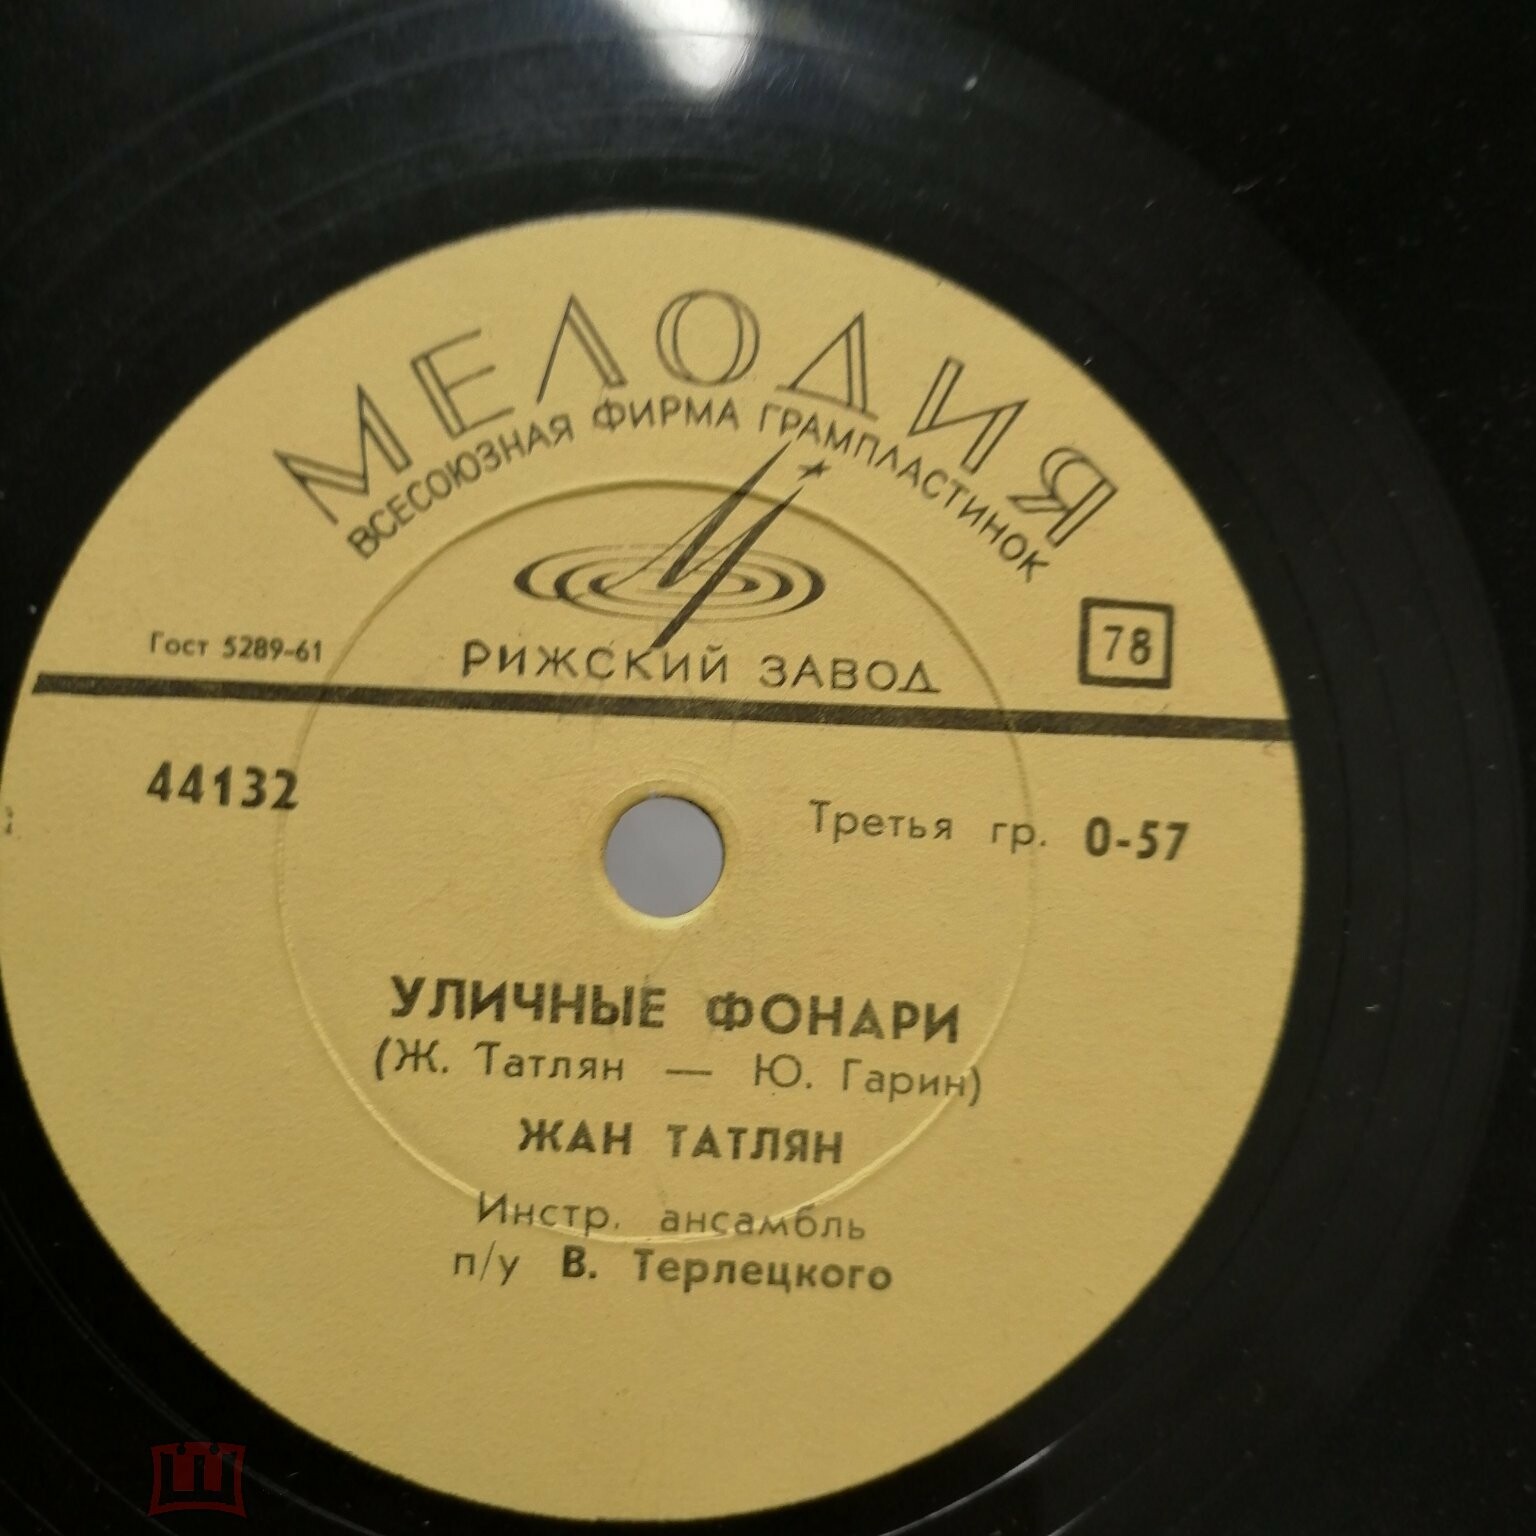 МЕЛОДИЯ
ВСЕСОЮЗНАЯ ФИРМА ГРАМПЛАСТИНОК
Гост 5289-61
РИЖСКИЙ ЗАВОД
78
44132
Третья гр. 0-57
УЛИЧНЫЕ ФОНАРИ
(Ж. Татлян — Ю. Гарин)
ЖАН ТАТЛЯН
Инстр. ансамбль
п/у В. Терлецкого